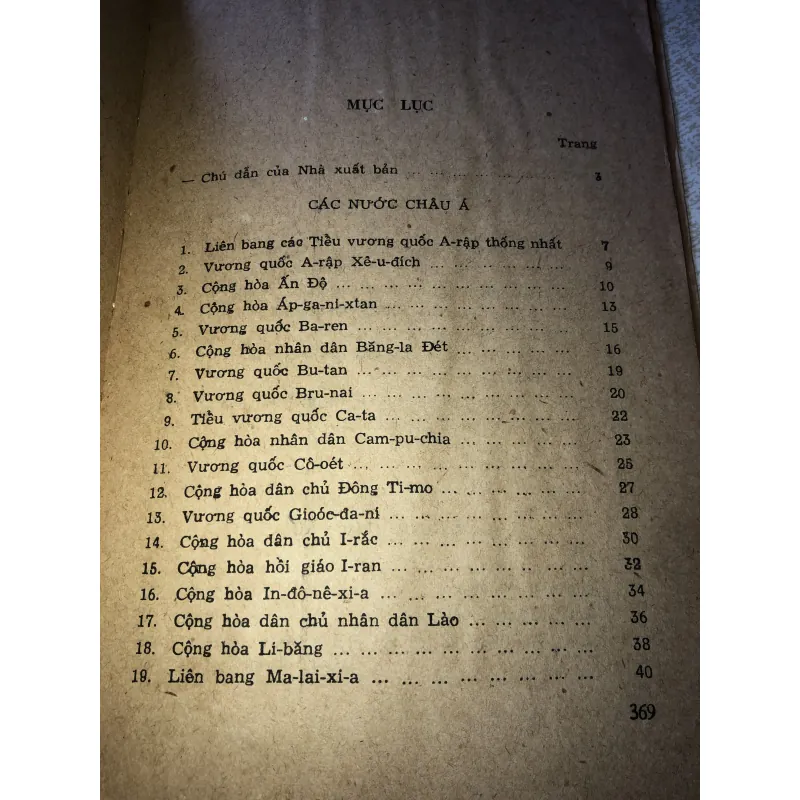 MỤC LỤC
Trang
— Chú dẫn của Nhà xuất bản ... ... ... ... ... ... 3
CÁC NƯỚC CHÂU Á
1. Liên bang các Tiểu vương quốc A-rập thống nhất 7
2. Vương quốc A-rập Xê-u-đích ... ... ... ... ... ... 9
3. Cộng hòa Ấn Độ ... ... ... ... ... ... ... ... 10
4. Cộng hòa Áp-ga-ni-xtan ... ... ... ... ... ... ... 13
5. Vương quốc Ba-ren ... ... ... ... ... ... ... ... 15
6. Cộng hòa nhân dân Băng-la Đét ... ... ... ... ... 16
7. Vương quốc Bu-tan ... ... ... ... ... ... ... ... 19
8. Vương quốc Bru-nai ... ... ... ... ... ... ... ... 20
9. Tiểu vương quốc Ca-ta ... ... ... ... ... ... ... 22
10. Cộng hòa nhân dân Cam-pu-chia ... ... ... ... ... 23
11. Vương quốc Cô-oét ... ... ... ... ... ... ... ... 25
12. Cộng hòa dân chủ Đông Ti-mo ... ... ... ... ... ... 27
13. Vương quốc Gioóc-đa-ni ... ... ... ... ... ... ... 28
14. Cộng hòa dân chủ I-rắc ... ... ... ... ... ... ... 30
15. Cộng hòa hồi giáo I-ran ... ... ... ... ... ... ... 32
16. Cộng hòa In-đô-nê-xi-a ... ... ... ... ... ... ... 34
17. Cộng hòa dân chủ nhân dân Lào ... ... ... ... ... 36
18. Cộng hòa Li-băng ... ... ... ... ... ... ... ... ... 38
19. Liên bang Ma-lai-xi-a ... ... ... ... ... ... ... ... 40
369